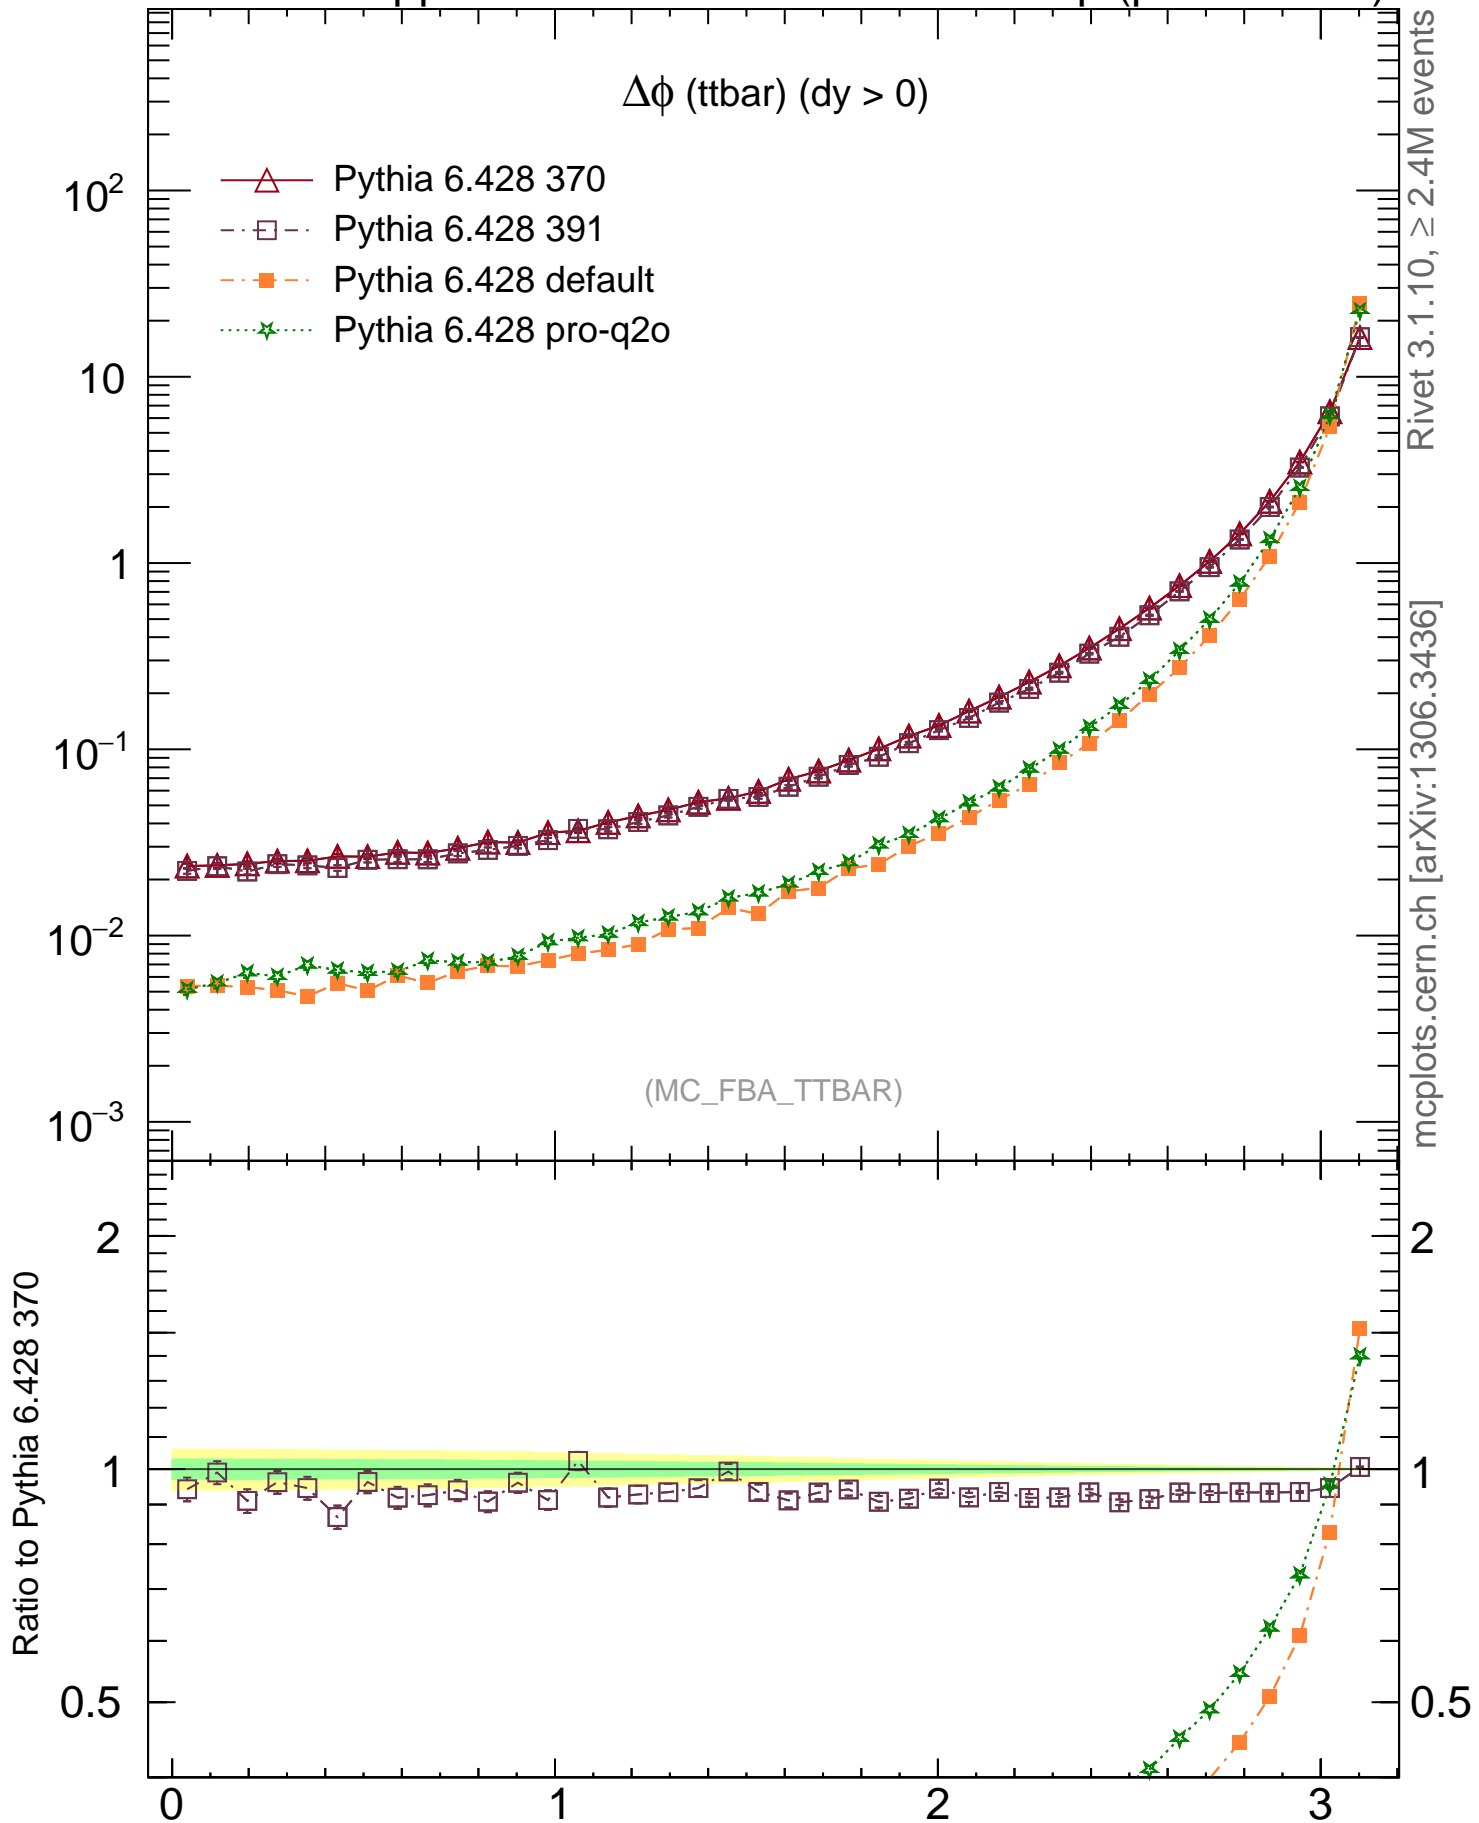 Δϕ (ttbar) (dy > 0)
Pythia 6.428 370
Pythia 6.428 391
Pythia 6.428 default
Pythia 6.428 pro-q2o
10²
10
1
10⁻¹
10⁻²
10⁻³
(MC_FBA_TTBAR)
Rivet 3.1.10, ≥ 2.4M events
mcplots.cern.ch [arXiv:1306.3436]
Ratio to Pythia 6.428 370
2
1
0.5
2
1
0.5
0
1
2
3